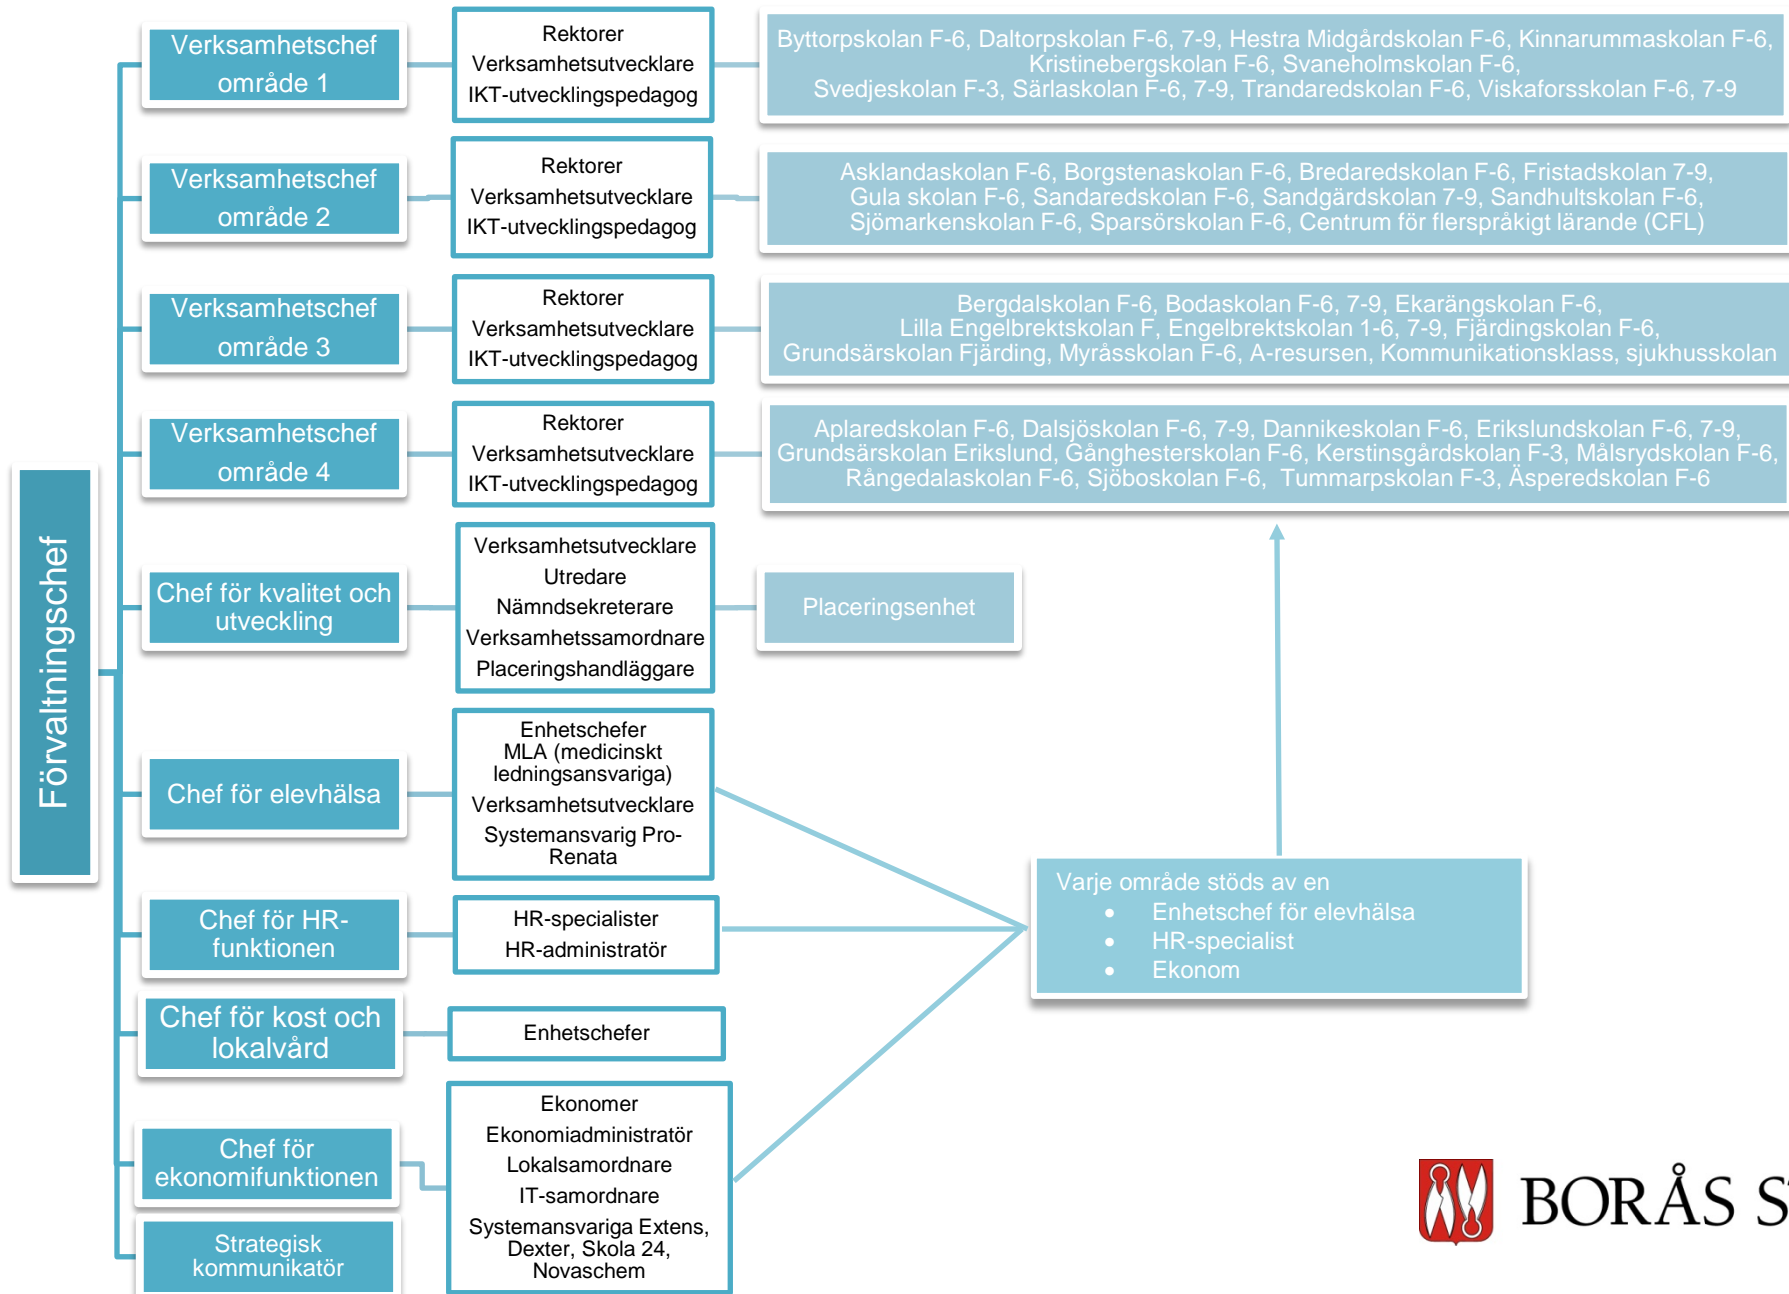 Förvaltningschef
Verksamhetschef
område 1
Rektorer
Verksamhetsutvecklare
IKT-utvecklingspedagog
Byttorpskolan F-6, Daltorpskolan F-6, 7-9, Hestra Midgårdskolan F-6, Kinnarummaskolan F-6,
Kristinebergskolan F-6, Svaneholmskolan F-6,
Svedjeskolan F-3, Särlaskolan F-6, 7-9, Trandaredskolan F-6, Viskaforsskolan F-6, 7-9
Verksamhetschef
område 2
Rektorer
Verksamhetsutvecklare
IKT-utvecklingspedagog
Asklandaskolan F-6, Borgstenaskolan F-6, Bredaredskolan F-6, Fristadskolan 7-9,
Gula skolan F-6, Sandaredskolan F-6, Sandgärdskolan 7-9, Sandhultskolan F-6,
Sjömarkenskolan F-6, Sparsörskolan F-6, Centrum för flerspråkigt lärande (CFL)
Verksamhetschef
område 3
Rektorer
Verksamhetsutvecklare
IKT-utvecklingspedagog
Bergdalskolan F-6, Bodaskolan F-6, 7-9, Ekarängskolan F-6,
Lilla Engelbrektskolan F, Engelbrektskolan 1-6, 7-9, Fjärdingskolan F-6,
Grundsärskolan Fjärding, Myråsskolan F-6, A-resursen, Kommunikationsklass, sjukhusskolan
Verksamhetschef
område 4
Rektorer
Verksamhetsutvecklare
IKT-utvecklingspedagog
Aplaredskolan F-6, Dalsjöskolan F-6, 7-9, Dannikeskolan F-6, Erikslundskolan F-6, 7-9,
Grundsärskolan Erikslund, Gånghesterskolan F-6, Kerstinsgårdskolan F-3, Målsrydskolan F-6,
Rångedalaskolan F-6, Sjöboskolan F-6, Tummarpskolan F-3, Äsperedskolan F-6
Chef för kvalitet och
utveckling
Verksamhetsutvecklare
Utredare
Nämndsekreterare
Verksamhetssamordnare
Placeringshandläggare
Placeringsenhet
Chef för elevhälsa
Enhetschefer
MLA (medicinskt
ledningsansvariga)
Verksamhetsutvecklare
Systemansvarig Pro-
Renata
Chef för HR-
funktionen
HR-specialister
HR-administratör
Varje område stöds av en
• Enhetschef för elevhälsa
• HR-specialist
• Ekonom
Chef för kost och
lokalvård
Enhetschefer
Chef för
ekonomifunktionen
Ekonomer
Ekonomiadministratör
Lokalsamordnare
IT-samordnare
Systemansvariga Extens,
Dexter, Skola 24,
Novaschem
Strategisk
kommunikatör
BORÅS S